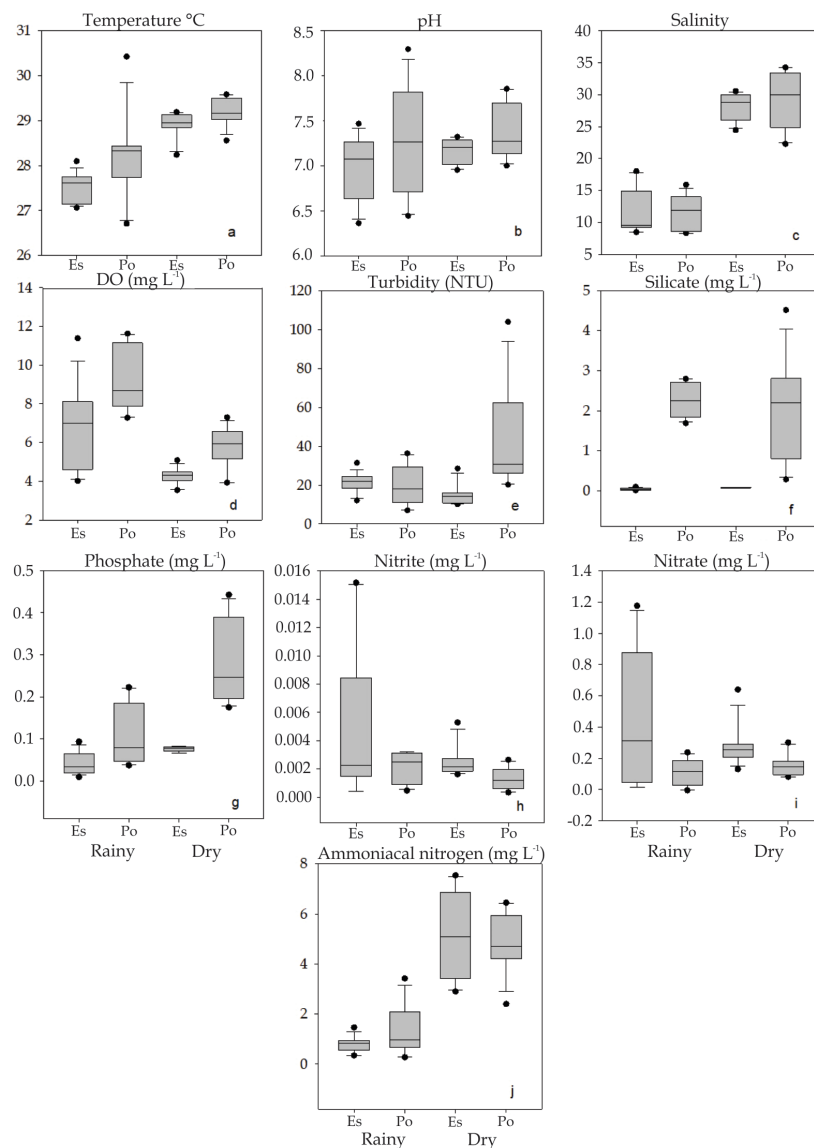 Temperature °C
pH
Salinity
31
30
29
28
27
26
Es
Po
Es
Po
a
9.0
8.5
8.0
7.5
7.0
6.5
6.0
Es
Po
Es
Po
b
40
35
30
25
20
15
10
5
Es
Po
Es
Po
c
DO (mg L-1)
Turbidity (NTU)
Silicate (mg L-1)
14
12
10
8
6
4
2
Es
Po
Es
Po
d
120
100
80
60
40
20
0
Es
Po
Es
Po
e
5
4
3
2
1
0
Es
Po
Es
Po
f
Phosphate (mg L-1)
Nitrite (mg L-1)
Nitrate (mg L-1)
0.5
0.4
0.3
0.2
0.1
0.0
Es
Po
Es
Po
g
Rainy
Dry
0.016
0.014
0.012
0.010
0.008
0.006
0.004
0.002
0.000
Es
Po
Es
Po
h
1.4
1.2
1.0
0.8
0.6
0.4
0.2
0.0
-0.2
Es
Po
Es
Po
i
Rainy
Dry
Ammoniacal nitrogen (mg L-1)
8
6
4
2
0
Es
Po
Es
Po
j
Rainy
Dry